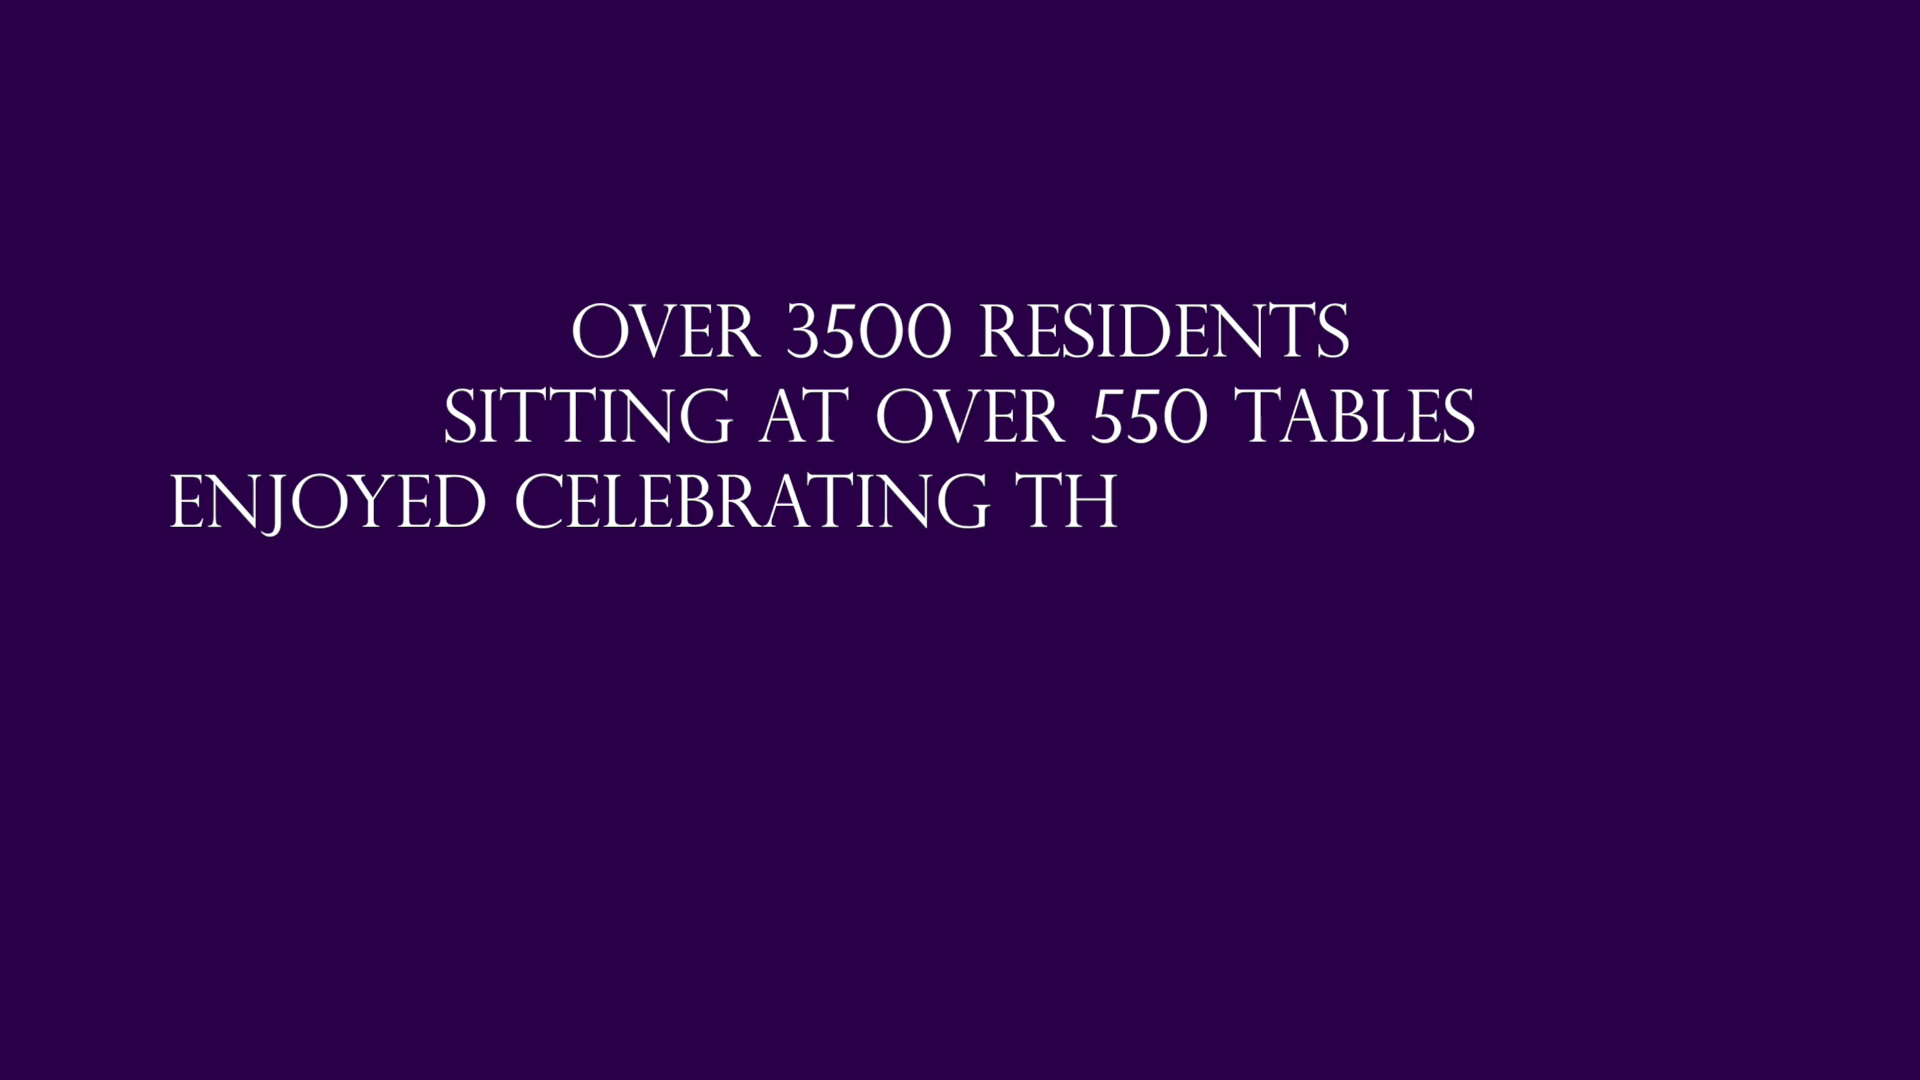 OVER 3500 RESIDENTS
SITTING AT OVER 550 TABLES
ENJOYED CELEBRATING TH